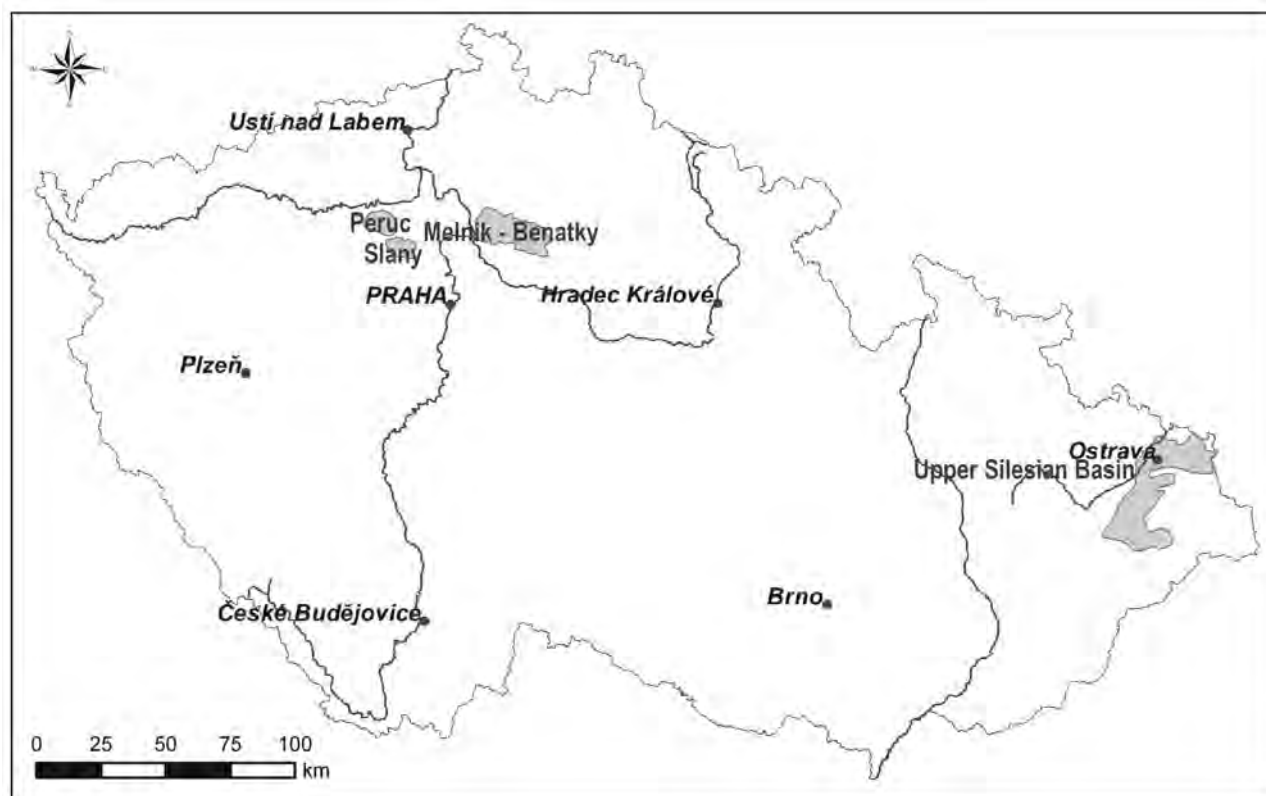 Ustí nad Labem
Peruc
Melnik - Benatky
Slany
PRAHA
Hradec Králové
Plzeň
Ostrava
Upper Silesian Basin
Brno
České Budějovice
0 25 50 75 100
km